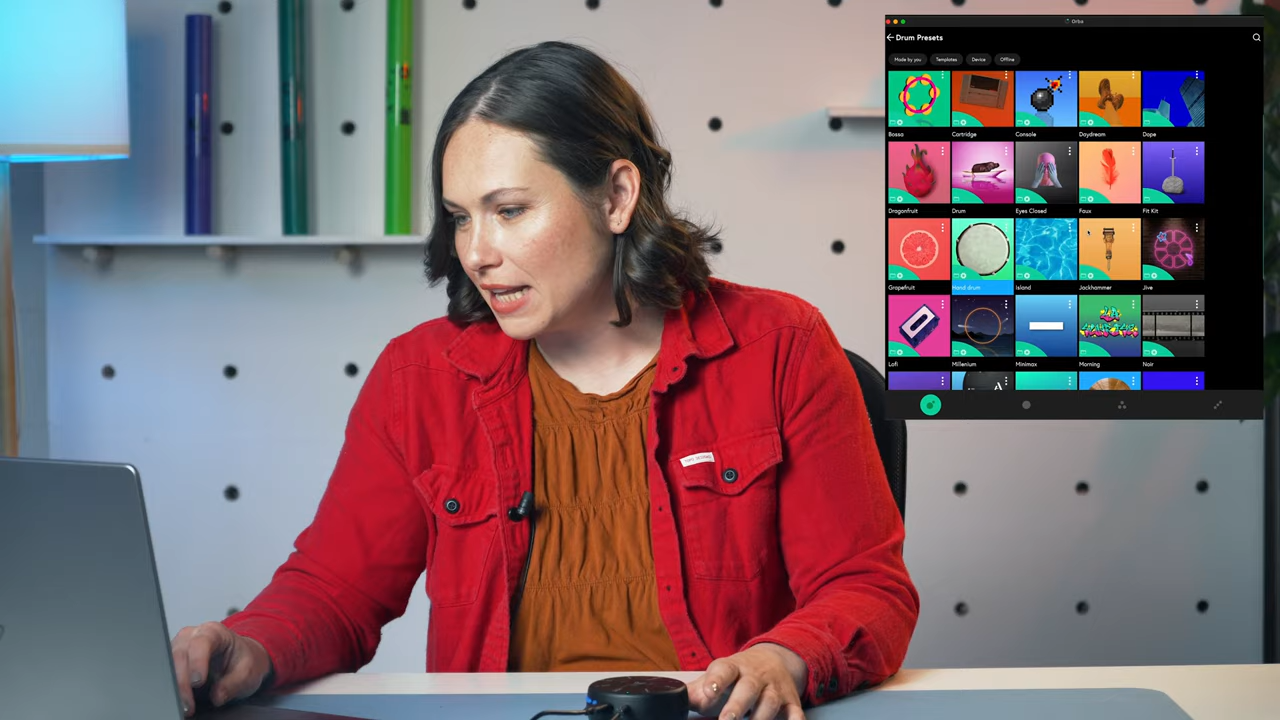 Orba
Drum Presets
Made by you Templates Device Offline
Bossa Cartridge Console Daydream Dope
Dragonfruit Drum Eyes Closed Faux Fit Kit
Grapefruit Hand drum Island Jackhammer Jive
Lofi Millenium Minimax Morning Noir